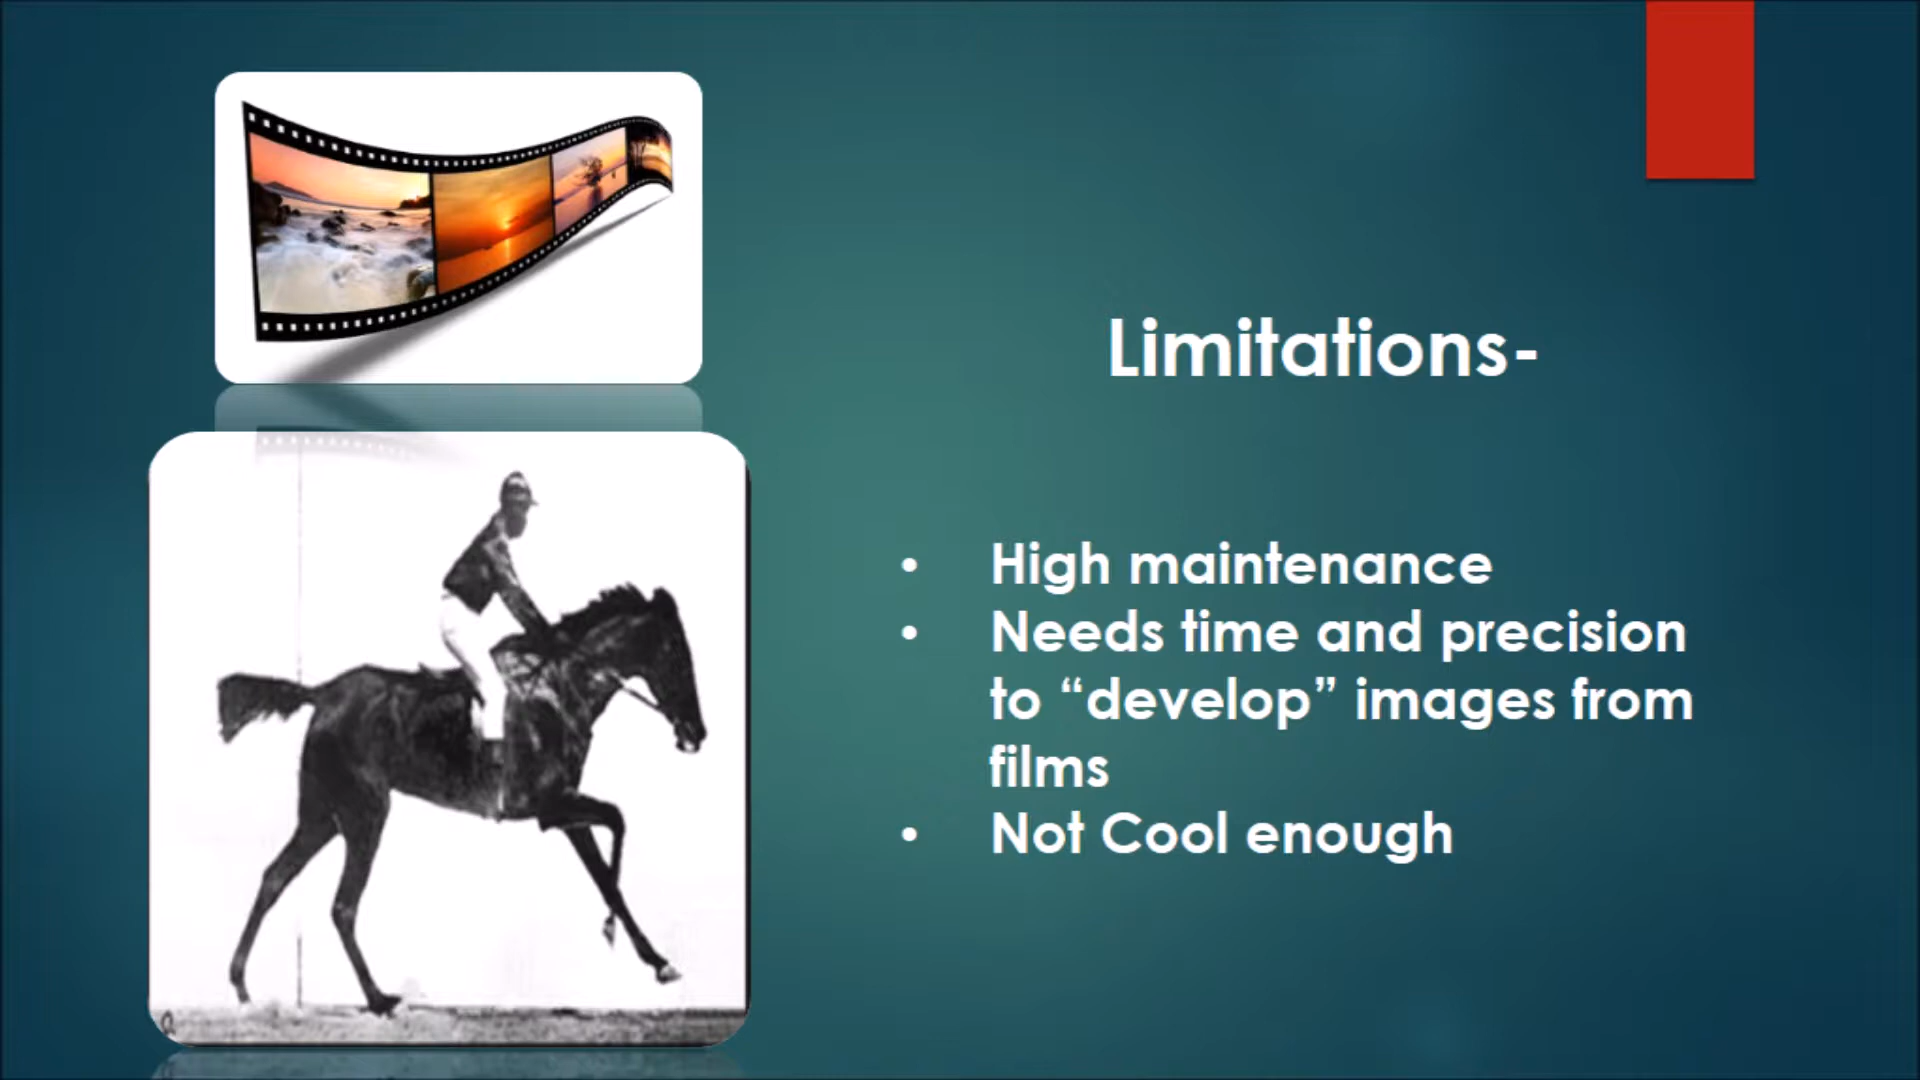 Limitations-
• High maintenance
• Needs time and precision
to “develop” images from
films
• Not Cool enough